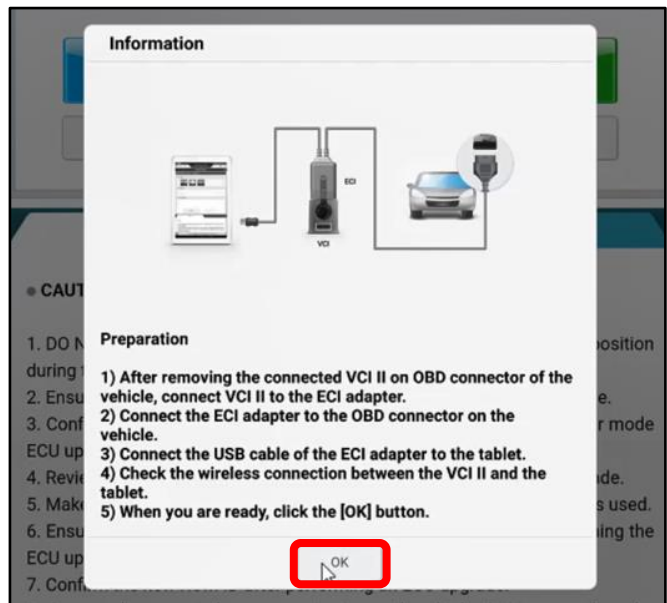 Information
ECI
VCI
● CAUT
Preparation
1. DO N
osition
during
1) After removing the connected VCI II on OBD connector of the
vehicle, connect VCI II to the ECI adapter.
2. Ensu
e.
2) Connect the ECI adapter to the OBD connector on the
vehicle.
3. Conf
r mode
3) Connect the USB cable of the ECI adapter to the tablet.
ECU up
4) Check the wireless connection between the VCI II and the
tablet.
4. Revie
de.
5) When you are ready, click the [OK] button.
5. Make
s used.
6. Ensu
ing the
OK
ECU up
7. Conf